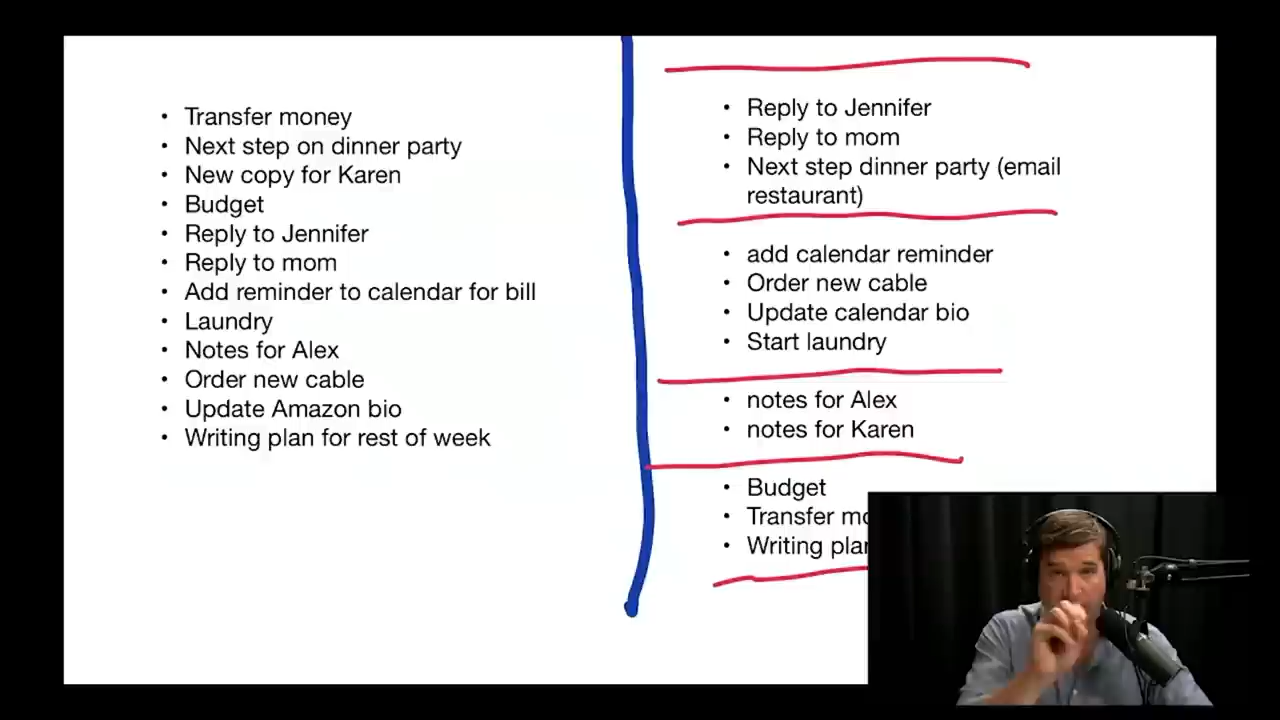 • Transfer money
• Next step on dinner party
• New copy for Karen
• Budget
• Reply to Jennifer
• Reply to mom
• Add reminder to calendar for bill
• Laundry
• Notes for Alex
• Order new cable
• Update Amazon bio
• Writing plan for rest of week
• Reply to Jennifer
• Reply to mom
• Next step dinner party (email
restaurant)
• add calendar reminder
• Order new cable
• Update calendar bio
• Start laundry
• notes for Alex
• notes for Karen
• Budget
• Transfer
• Writing